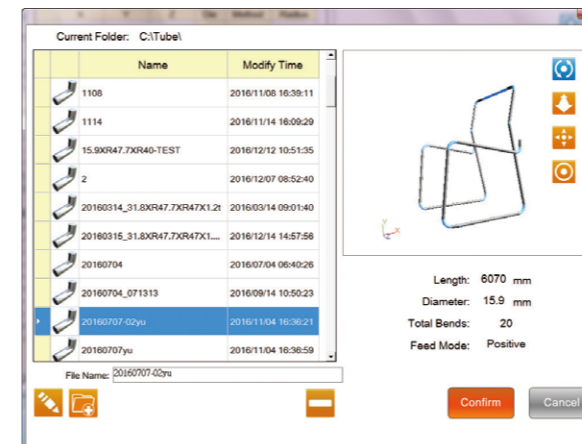 X Y Z Dia Method Radius
Current Folder: C:\Tube\
Name Modify Time
1108 2016/11/08 16:39:11
1114 2016/11/14 16:09:29
15.9XR47.7XR40-TEST 2016/12/12 10:51:35
2 2016/12/07 08:52:40
20160314_31.8XR47.7XR47X1.2t 2016/03/14 09:01:40
20160315_31.8XR47.7XR47X1.... 2016/12/14 14:57:56
20160704 2016/07/04 06:40:26
20160704_071313 2016/09/14 10:50:23
20160707-02yu 2016/11/04 16:36:21
20160707yu 2016/11/04 16:36:59
File Name: 20160707-02yu
Y
X
Length: 6070 mm
Diameter: 15.9 mm
Total Bends: 20
Feed Mode: Positive
Confirm
Cancel